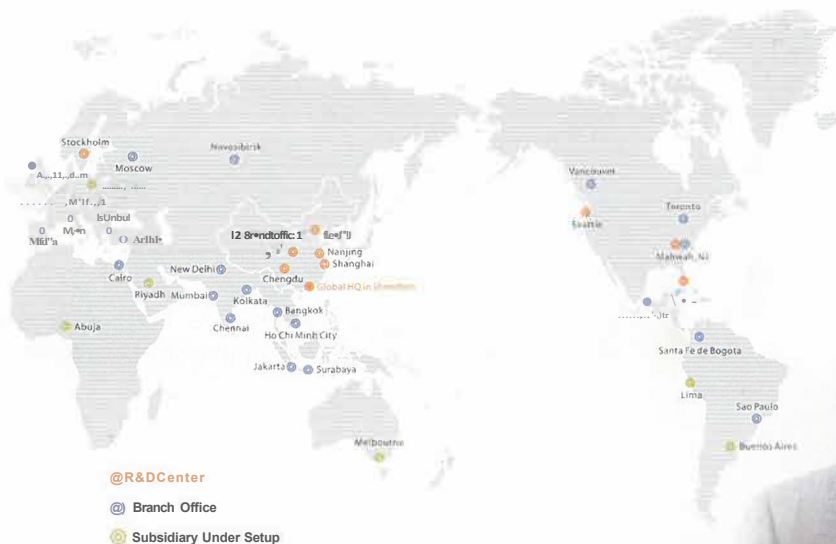 Stockholm
Novosibirsk
Moscow
Vancouver
Toronto
Seattle
Mahwah, NJ
Nanjing
Shanghai
Chengdu
Global HQ in Shenzhen
New Delhi
Cairo
Riyadh
Mumbai
Kolkata
Bangkok
Chennai
Ho Chi Minh City
Abuja
Jakarta
Surabaya
Santa Fe de Bogota
Lima
Sao Paulo
Buenos Aires
Melbourne
@R&DCenter
@ Branch Office
Subsidiary Under Setup